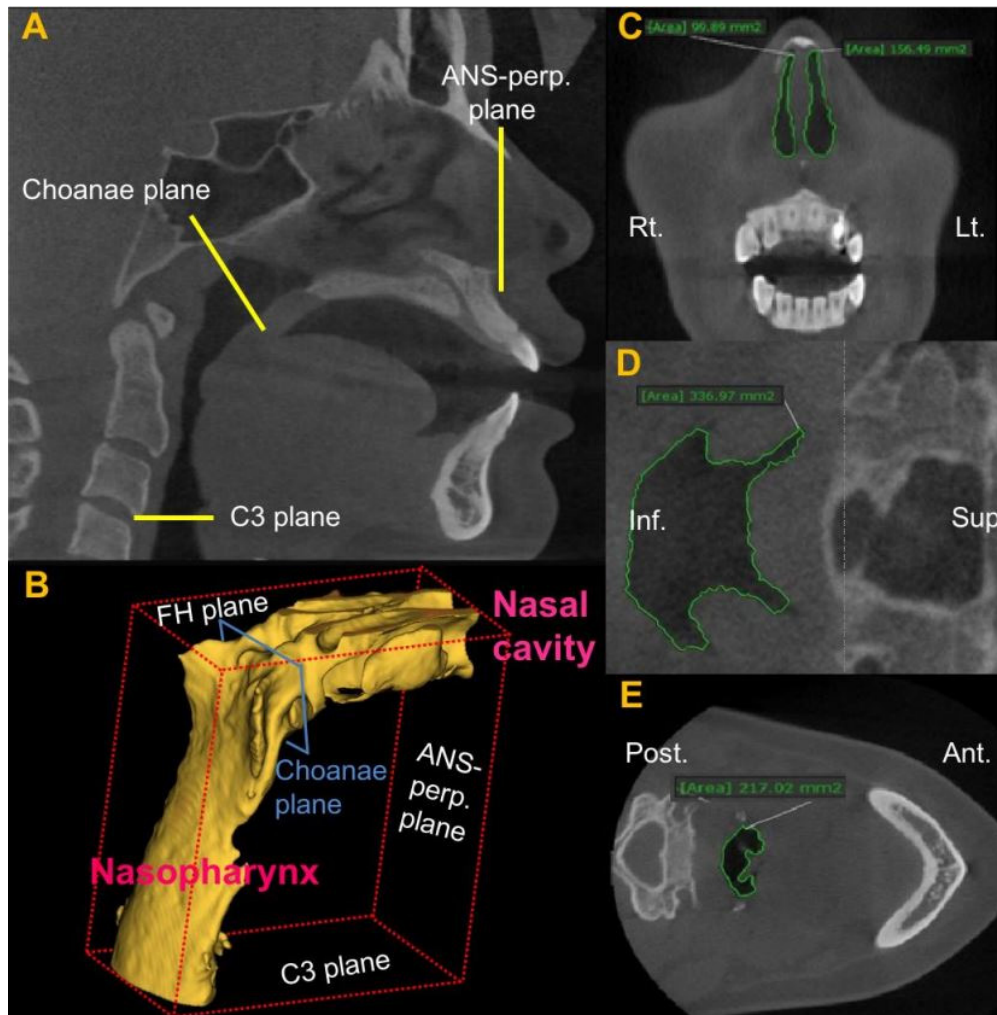 A
ANS-perp.
plane
Choanae plane
C3 plane
B
FH plane
Nasal
cavity
Choanae
plane
ANS-
perp.
plane
Nasopharynx
C3 plane
C
[Area] 99.89 mm2
[Area] 156.49 mm2
Rt.
Lt.
D
[Area] 336.97 mm2
Inf.
Sup
E
Post.
Ant.
[Area] 217.02 mm2